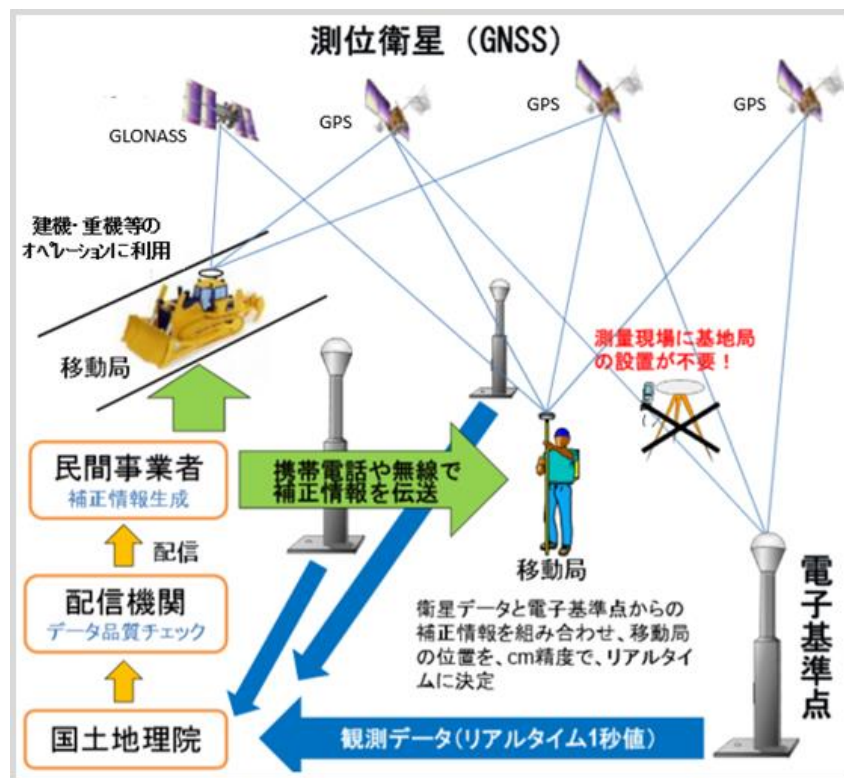 測位衛星 (GNSS)
GLONASS
GPS
GPS
GPS
建機・重機等の
オペレーションに利用
移動局
測量現場に基地局
の設置が不要！
民間事業者
補正情報生成
携帯電話や無線で
補正情報を伝送
配信
移動局
配信機関
データ品質チェック
衛星データと電子基準点からの
補正情報を組み合わせ、移動局
の位置を、cm精度で、リアルタイ
ムに決定
電子基準点
国土地理院
観測データ(リアルタイム1秒値)